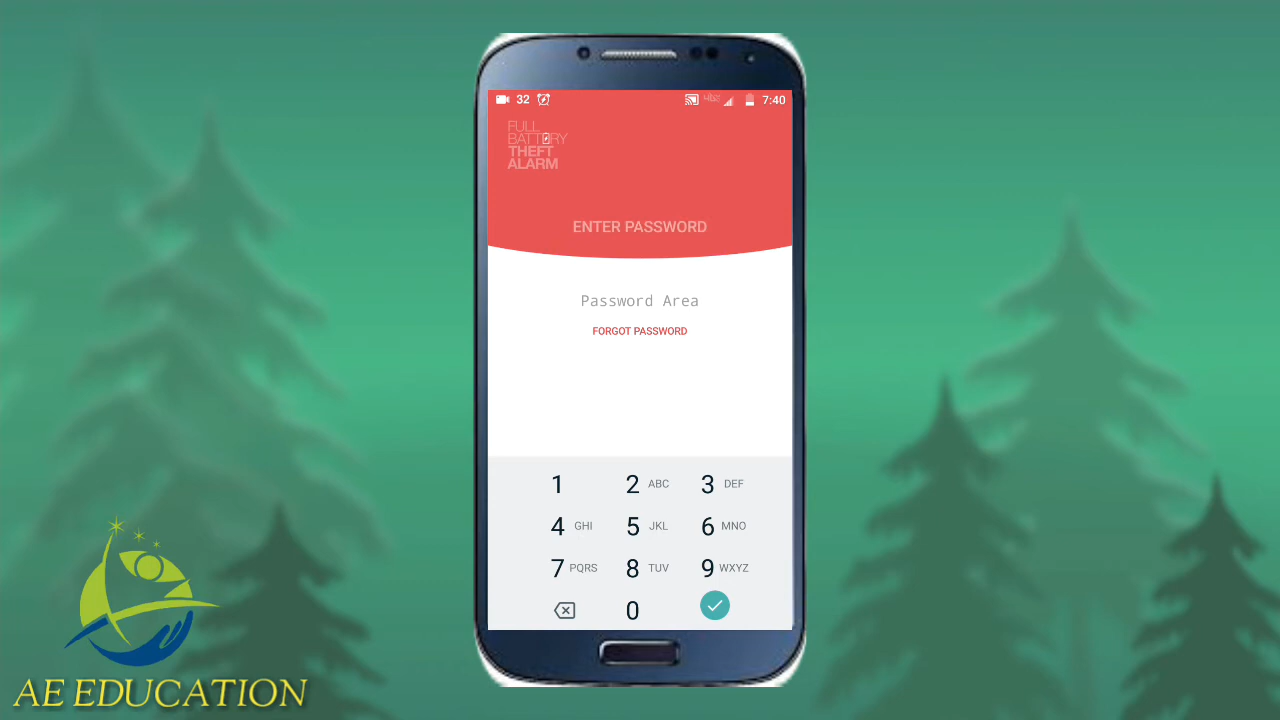 32
7:40
FULL
BATTERY
THEFT
ALARM
ENTER PASSWORD
Password Area
FORGOT PASSWORD
1 2 ABC 3 DEF
4 GHI 5 JKL 6 MNO
7 PQRS 8 TUV 9 WXYZ
0
AE EDUCATION